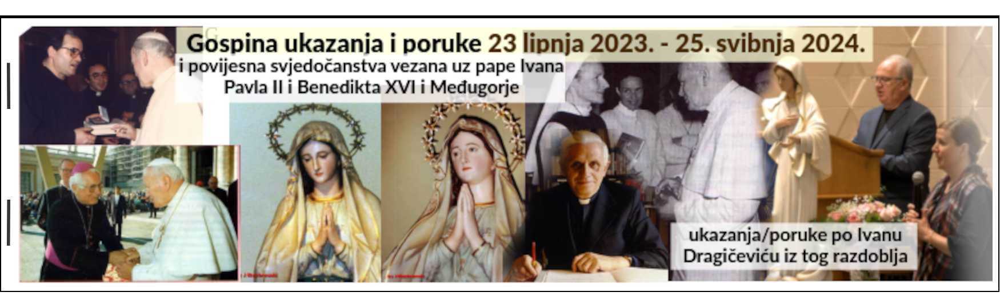 Gospina ukazanja i poruke 23 lipnja 2023. - 25. svibnja 2024.
i povijesna svjedočanstva vezana uz pape Ivana
Pavla II i Benedikta XVI i Međugorje
ukazanja/poruke po Ivanu
Dragičeviću iz tog razdoblja